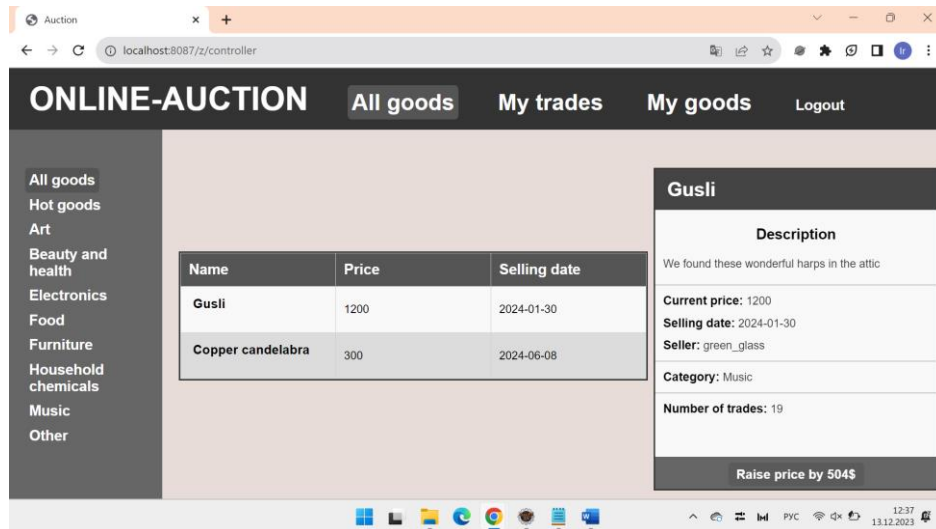 Auction
localhost:8087/z/controller
Ir
ONLINE-AUCTION
All goods
My trades
My goods
Logout
All goods
Hot goods
Art
Beauty and
health
Electronics
Food
Furniture
Household
chemicals
Music
Other
Name Price Selling date
Gusli 1200 2024-01-30
Copper candelabra 300 2024-06-08
Gusli
Description
We found these wonderful harps in the attic
Current price: 1200
Selling date: 2024-01-30
Seller: green_glass
Category: Music
Number of trades: 19
Raise price by 504$
РУС
12:37
13.12.2023